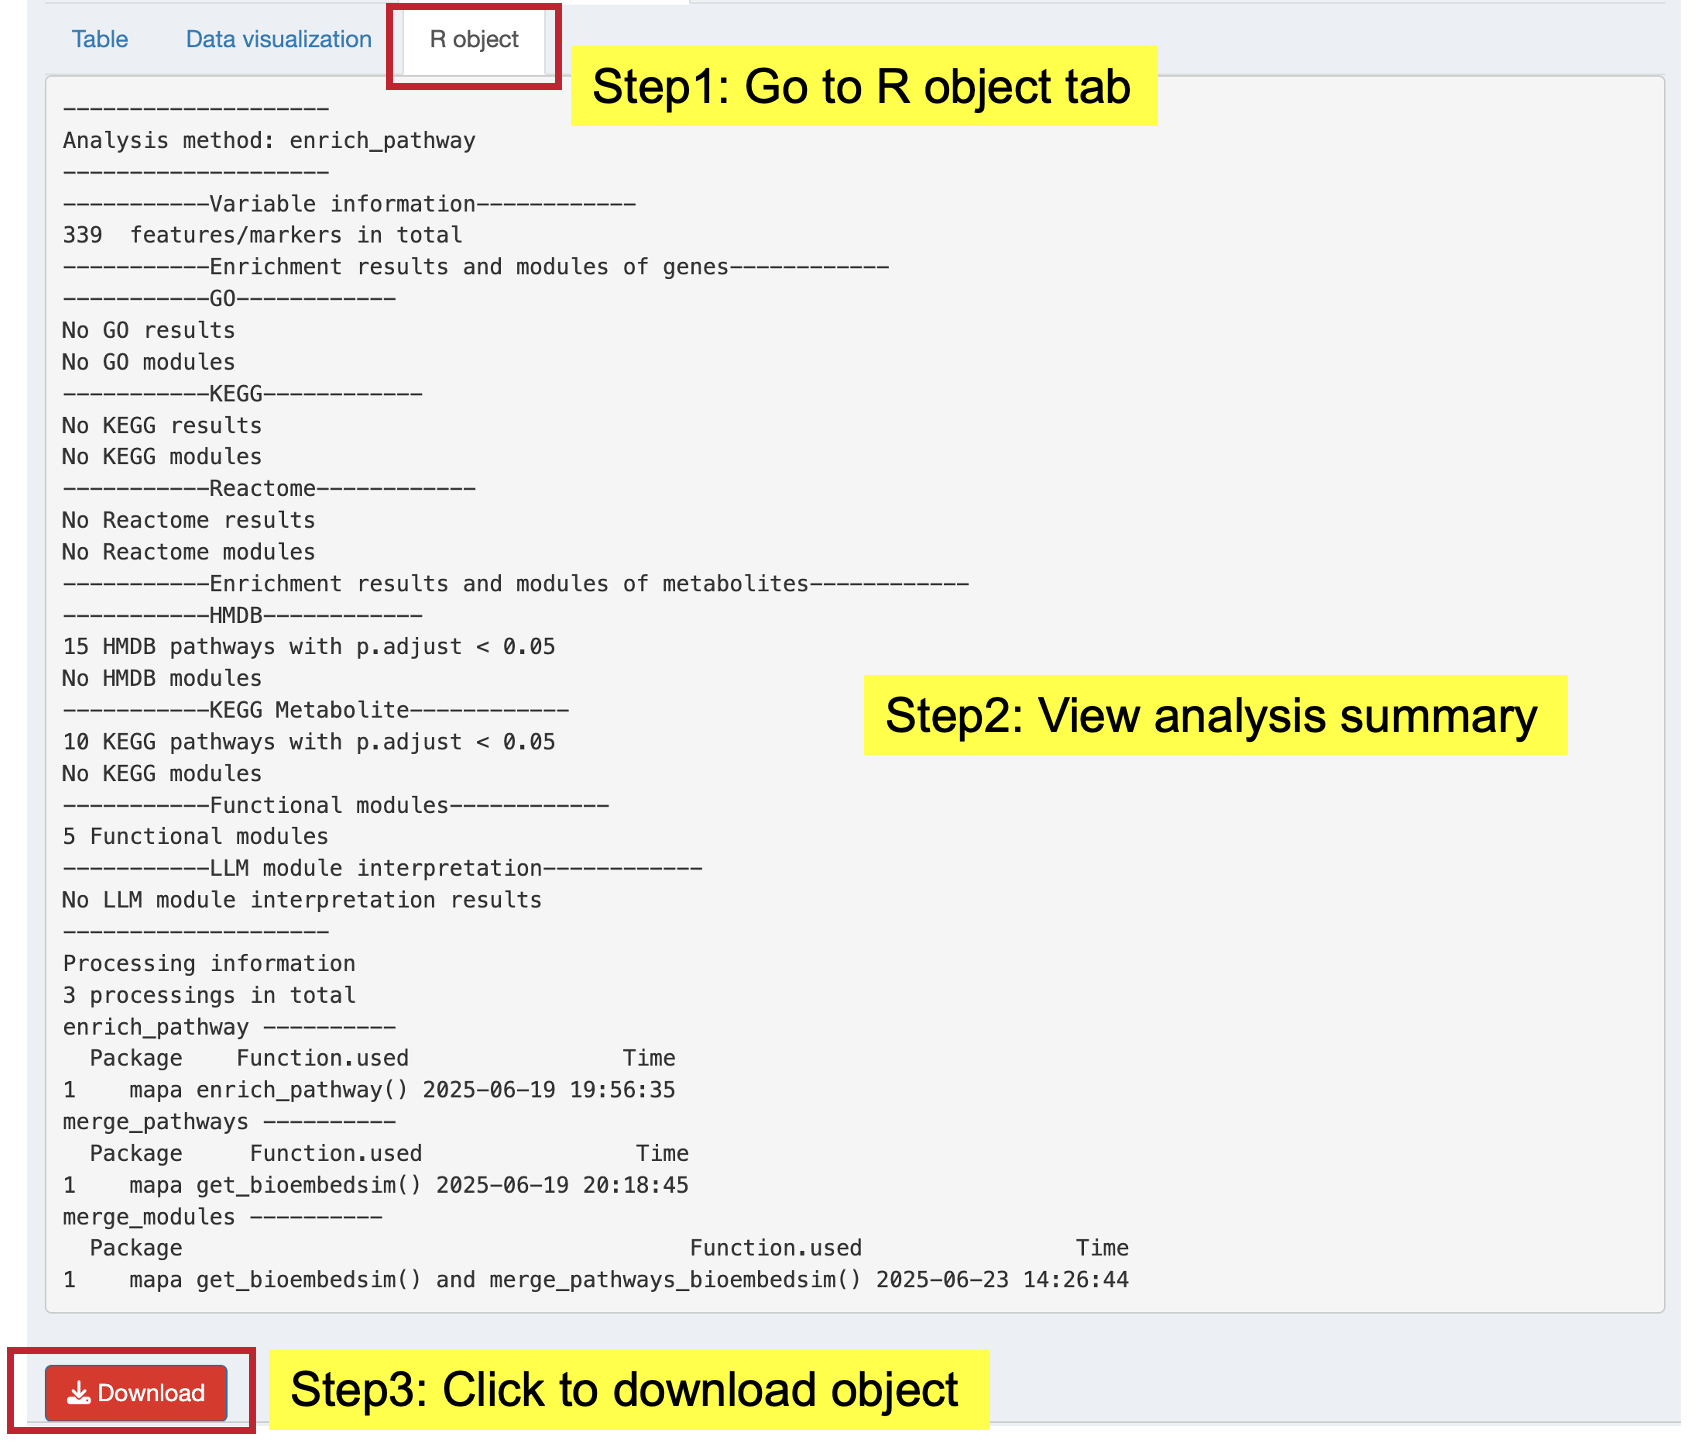 Table Data visualization R object
Step1: Go to R object tab
--------------------
Analysis method: enrich_pathway
--------------------
-----------Variable information------------
339  features/markers in total
-----------Enrichment results and modules of genes------------
-----------GO------------
No GO results
No GO modules
-----------KEGG------------
No KEGG results
No KEGG modules
-----------Reactome------------
No Reactome results
No Reactome modules
-----------Enrichment results and modules of metabolites------------
-----------HMDB------------
15 HMDB pathways with p.adjust < 0.05
No HMDB modules
Step2: View analysis summary
-----------KEGG Metabolite------------
10 KEGG pathways with p.adjust < 0.05
No KEGG modules
-----------Functional modules------------
5 Functional modules
-----------LLM module interpretation------------
No LLM module interpretation results
--------------------
Processing information
3 processings in total
enrich_pathway ----------
  Package    Function.used                Time
1    mapa enrich_pathway() 2025-06-19 19:56:35
merge_pathways ----------
  Package     Function.used                Time
1    mapa get_bioembedsim() 2025-06-19 20:18:45
merge_modules ----------
  Package                                      Function.used                Time
1    mapa get_bioembedsim() and merge_pathways_bioembedsim() 2025-06-23 14:26:44
Download
Step3: Click to download object